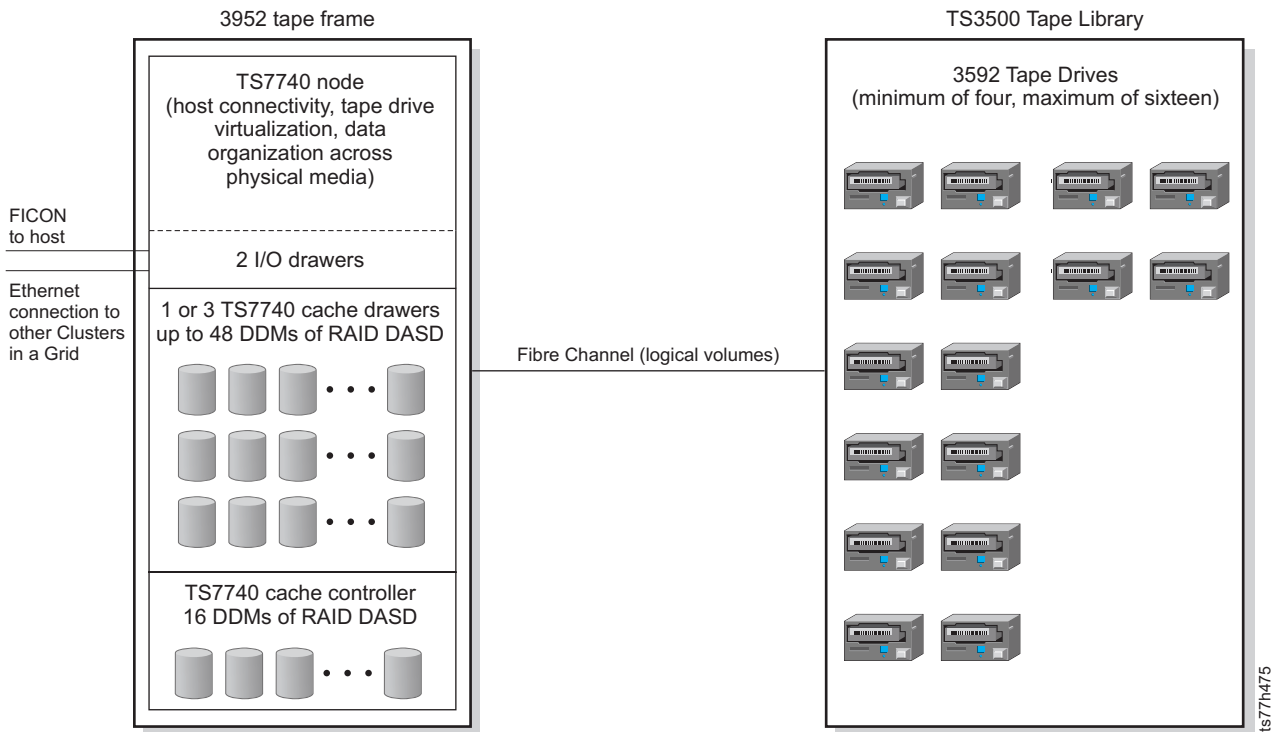 3952 tape frame
TS7740 node
(host connectivity, tape drive
virtualization, data
organization across
physical media)
2 I/O drawers
FICON
to host
Ethernet
connection to
other Clusters
in a Grid
1 or 3 TS7740 cache drawers
up to 48 DDMs of RAID DASD
TS7740 cache controller
16 DDMs of RAID DASD
Fibre Channel (logical volumes)
TS3500 Tape Library
3592 Tape Drives
(minimum of four, maximum of sixteen)
ts77h475